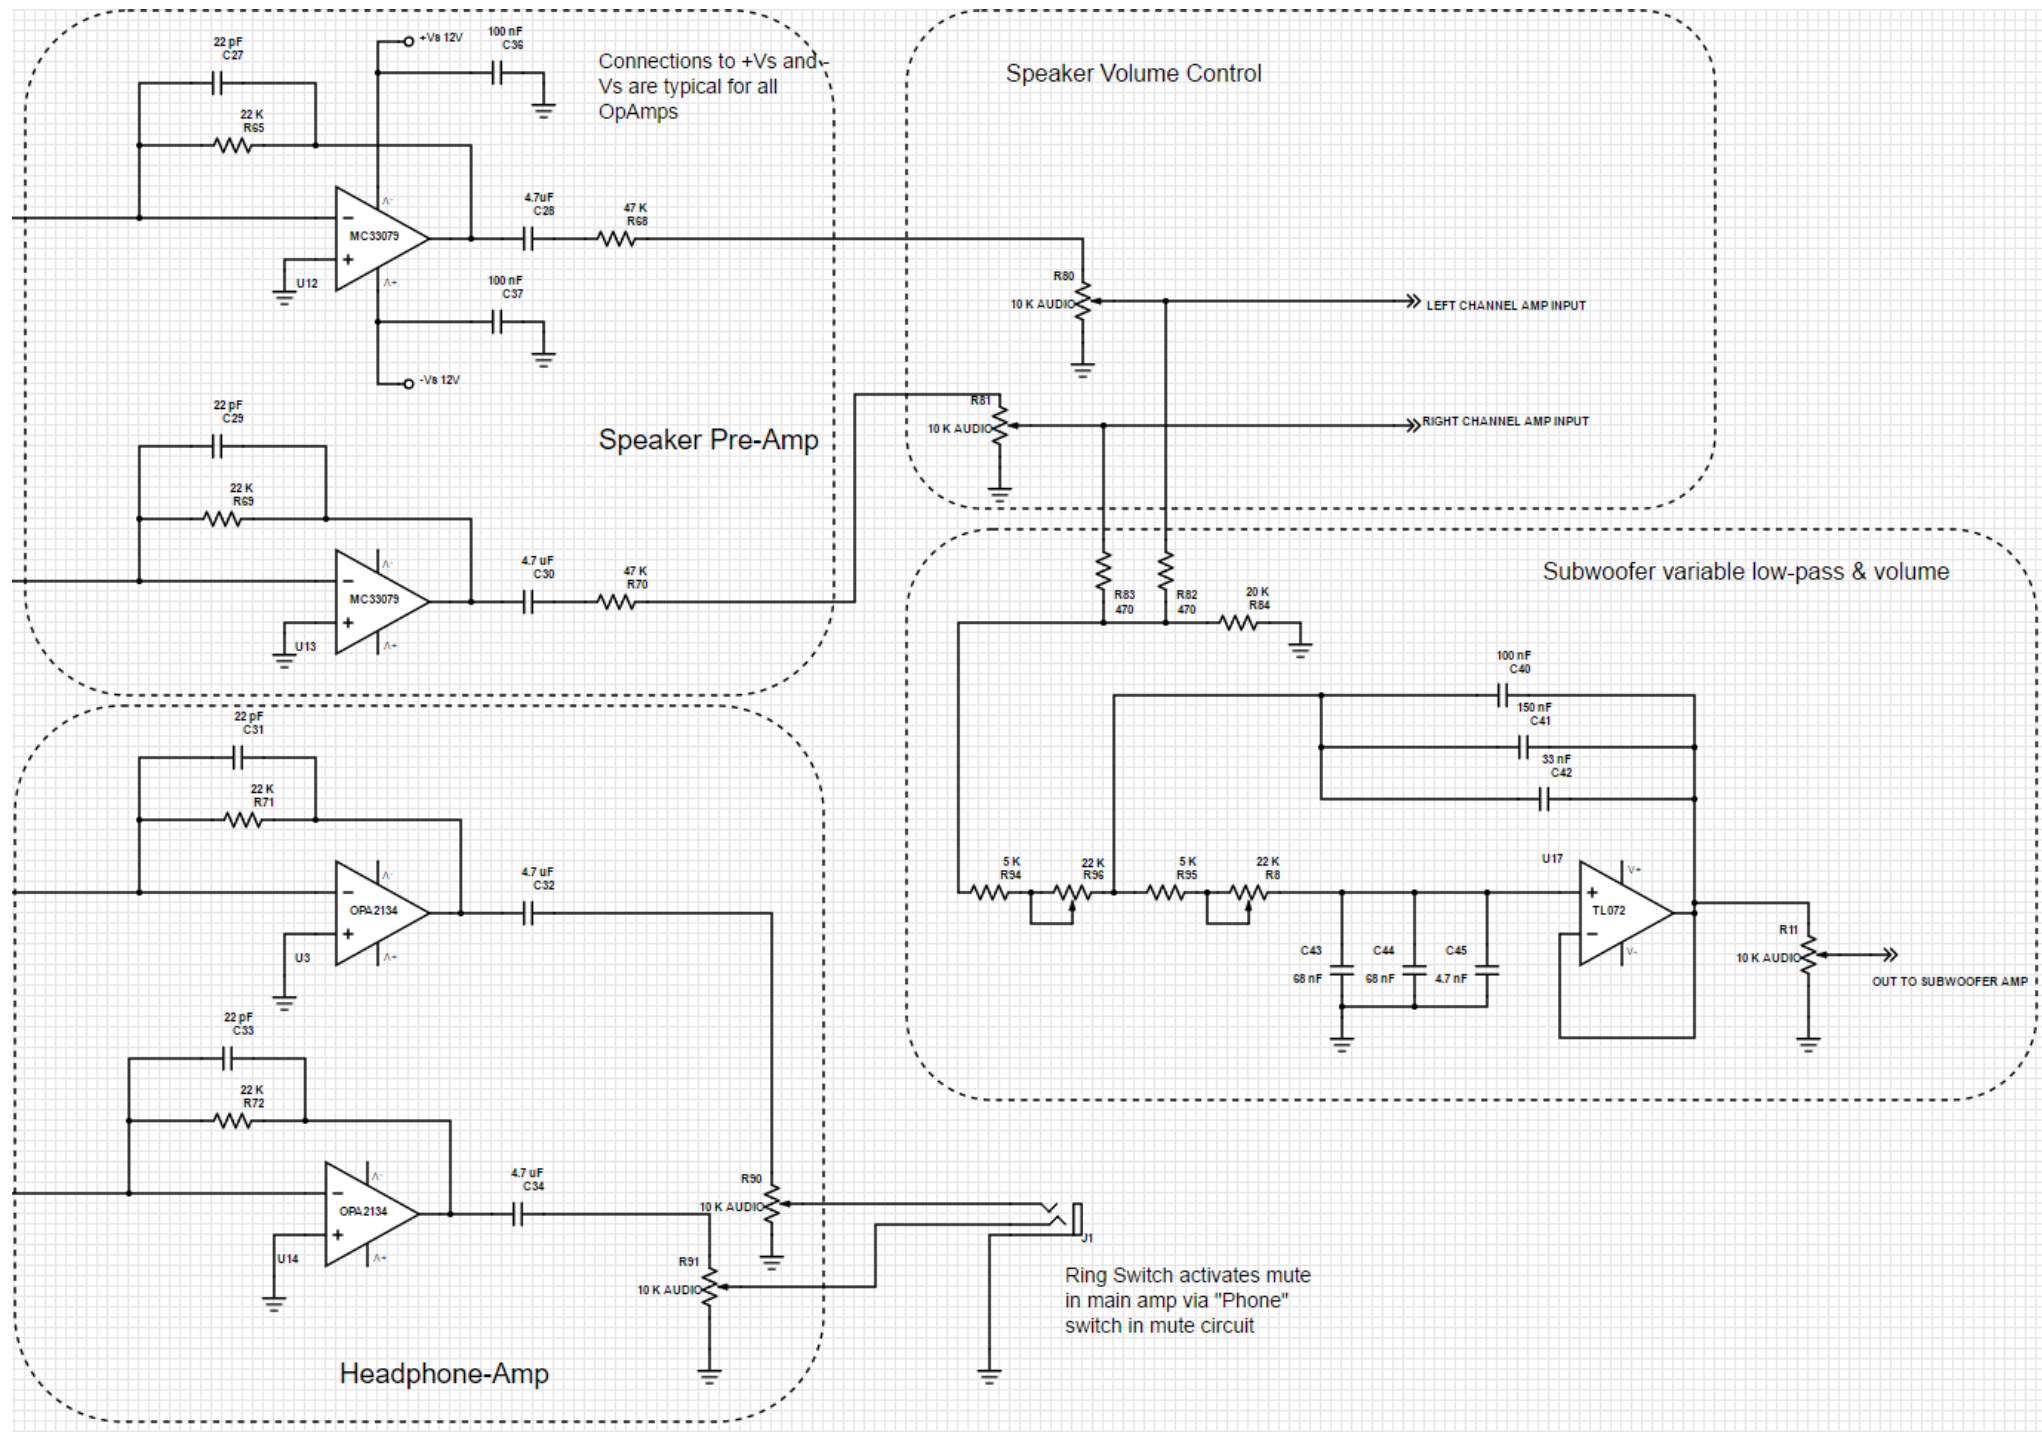 22 pF
C27
22 K
R65
+Vs 12V
100 nF
C36
Connections to +Vs and -
Vs are typical for all
OpAmps
V-
MC33079
V+
U12
4.7uF
C28
47 K
R68
100 nF
C37
-Vs 12V
22 pF
C29
22 K
R69
Speaker Pre-Amp
V-
MC33079
V+
U13
4.7 uF
C30
47 K
R70
Speaker Volume Control
R80
10 K AUDIO
LEFT CHANNEL AMP INPUT
R81
10 K AUDIO
RIGHT CHANNEL AMP INPUT
Subwoofer variable low-pass & volume
R83
470
R82
470
20 K
R84
100 nF
C40
150 nF
C41
33 nF
C42
5 K
R94
22 K
R96
5 K
R95
22 K
R8
U17
V+
TL072
V-
C43
68 nF
C44
68 nF
C45
4.7 nF
R11
10 K AUDIO
OUT TO SUBWOOFER AMP
22 pF
C31
22 K
R71
V-
OPA2134
V+
U3
4.7 uF
C32
22 pF
C33
22 K
R72
V-
OPA2134
V+
U14
4.7 uF
C34
R90
10 K AUDIO
R91
10 K AUDIO
J1
Ring Switch activates mute
in main amp via "Phone"
switch in mute circuit
Headphone-Amp